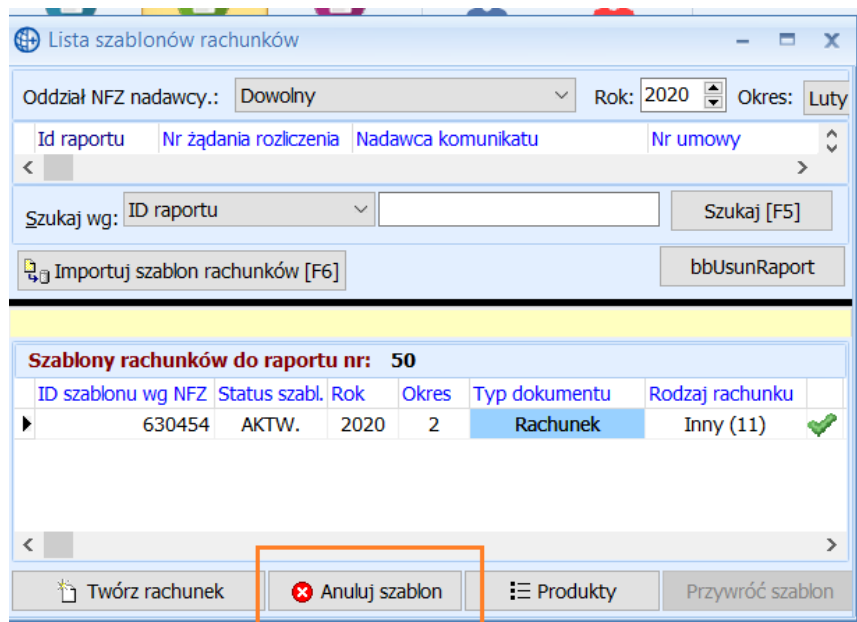 Lista szablonów rachunków
Oddział NFZ nadawcy.: Dowolny Rok: 2020 Okres: Luty
Id raportu Nr żądania rozliczenia Nadawca komunikatu Nr umowy
Szukaj wg: ID raportu Szukaj [F5]
Importuj szablon rachunków [F6] bbUsunRaport
Szablony rachunków do raportu nr: 50
ID szablonu wg NFZ Status szabl. Rok Okres Typ dokumentu Rodzaj rachunku
630454 AKTW. 2020 2 Rachunek Inny (11)
Twórz rachunek Anuluj szablon Produkty Przywróć szablon